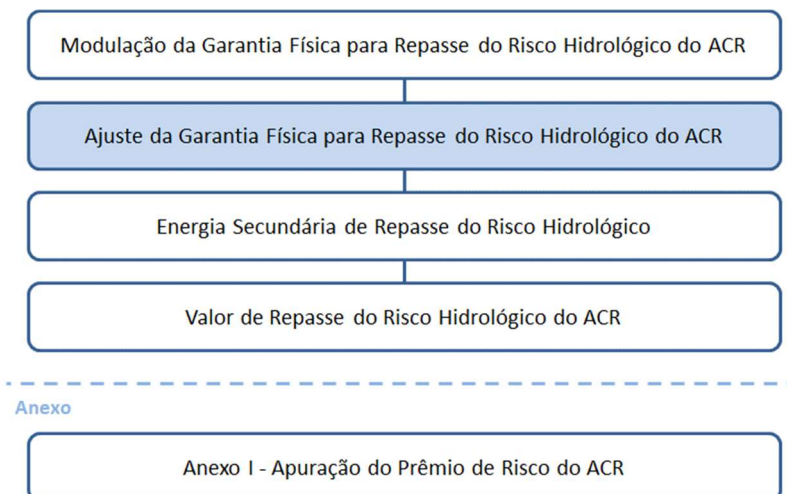 Modulação da Garantia Física para Repasse do Risco Hidrológico do ACR
Ajuste da Garantia Física para Repasse do Risco Hidrológico do ACR
Energia Secundária de Repasse do Risco Hidrológico
Valor de Repasse do Risco Hidrológico do ACR
Anexo
Anexo I - Apuração do Prêmio de Risco do ACR